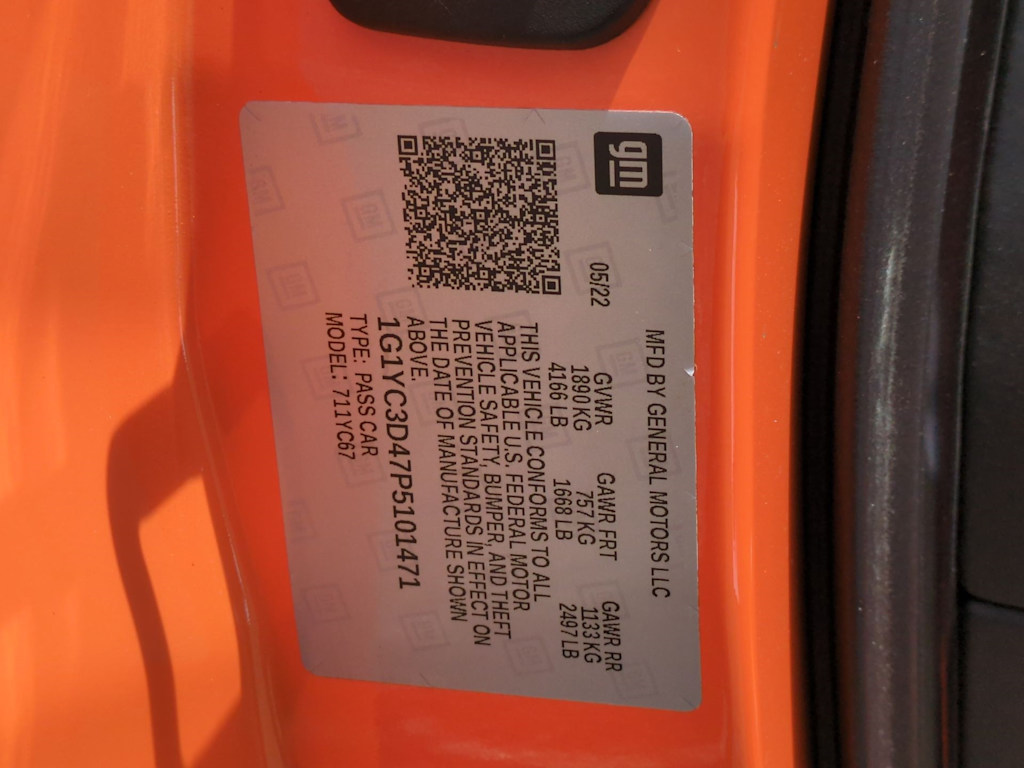 gm
05/22
MFD BY GENERAL MOTORS LLC
GVWR GAWR FRT GAWR RR
1890 KG 757 KG 1133 KG
4166 LB 1668 LB 2497 LB
THIS VEHICLE CONFORMS TO ALL
APPLICABLE U.S. FEDERAL MOTOR
VEHICLE SAFETY, BUMPER, AND THEFT
PREVENTION STANDARDS IN EFFECT ON
THE DATE OF MANUFACTURE SHOWN
ABOVE.
1G1YC3D47P5101471
TYPE: PASS CAR
MODEL: 711YC67